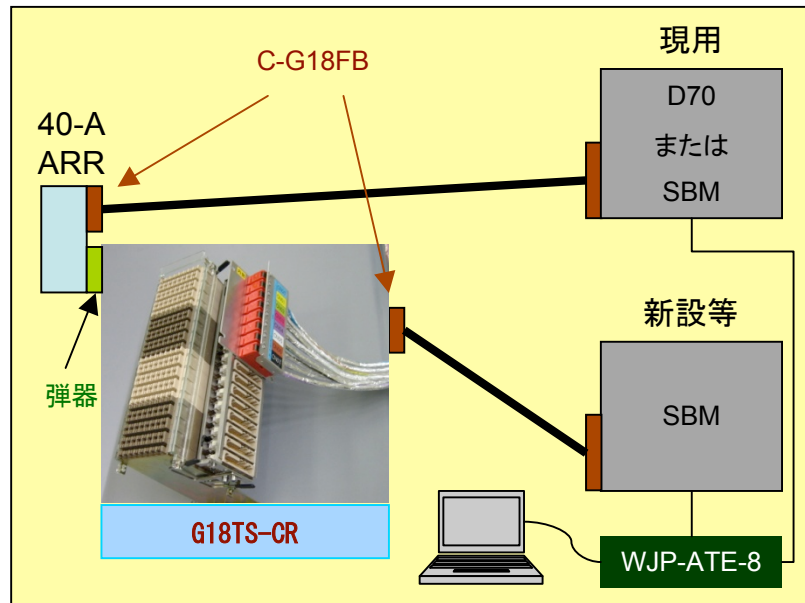 C-G18FB
現用
D70
または
SBM
40-A
ARR
弾器
新設等
SBM
G18TS-CR
WJP-ATE-8